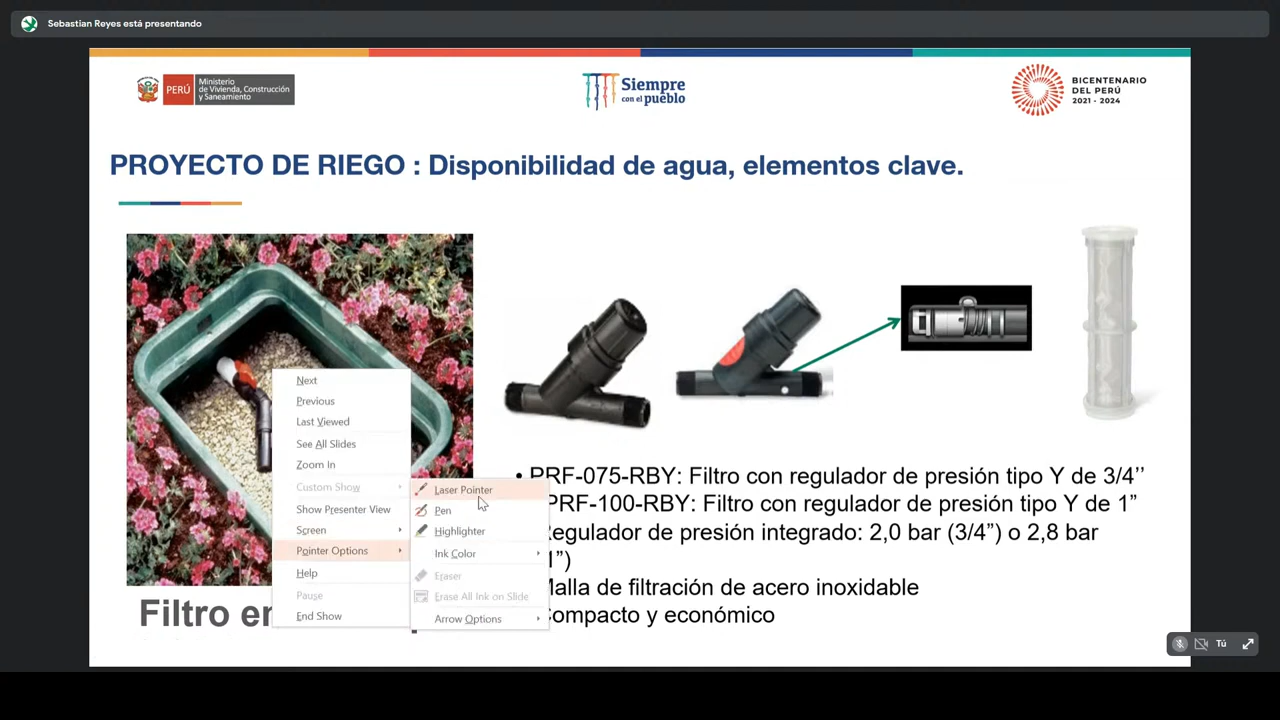 Sebastian Reyes está presentando
PERÚ
Ministerio
de Vivienda, Construcción
y Saneamiento
Siempre
con el pueblo
BICENTENARIO
DEL PERÚ
2021 - 2024
PROYECTO DE RIEGO : Disponibilidad de agua, elementos clave.
Next
Previous
Last Viewed
See All Slides
Zoom In
Custom Show
Show Presenter View
Screen
Pointer Options
Help
Pause
End Show
Laser Pointer
Pen
Highlighter
Ink Color
Eraser
Erase All Ink on Slide
Arrow Options
• PRF-075-RBY: Filtro con regulador de presión tipo Y de 3/4’’
PRF-100-RBY: Filtro con regulador de presión tipo Y de 1”
Regulador de presión integrado: 2,0 bar (3/4”) o 2,8 bar
1”)
Malla de filtración de acero inoxidable
Compacto y económico
Filtro
Tú